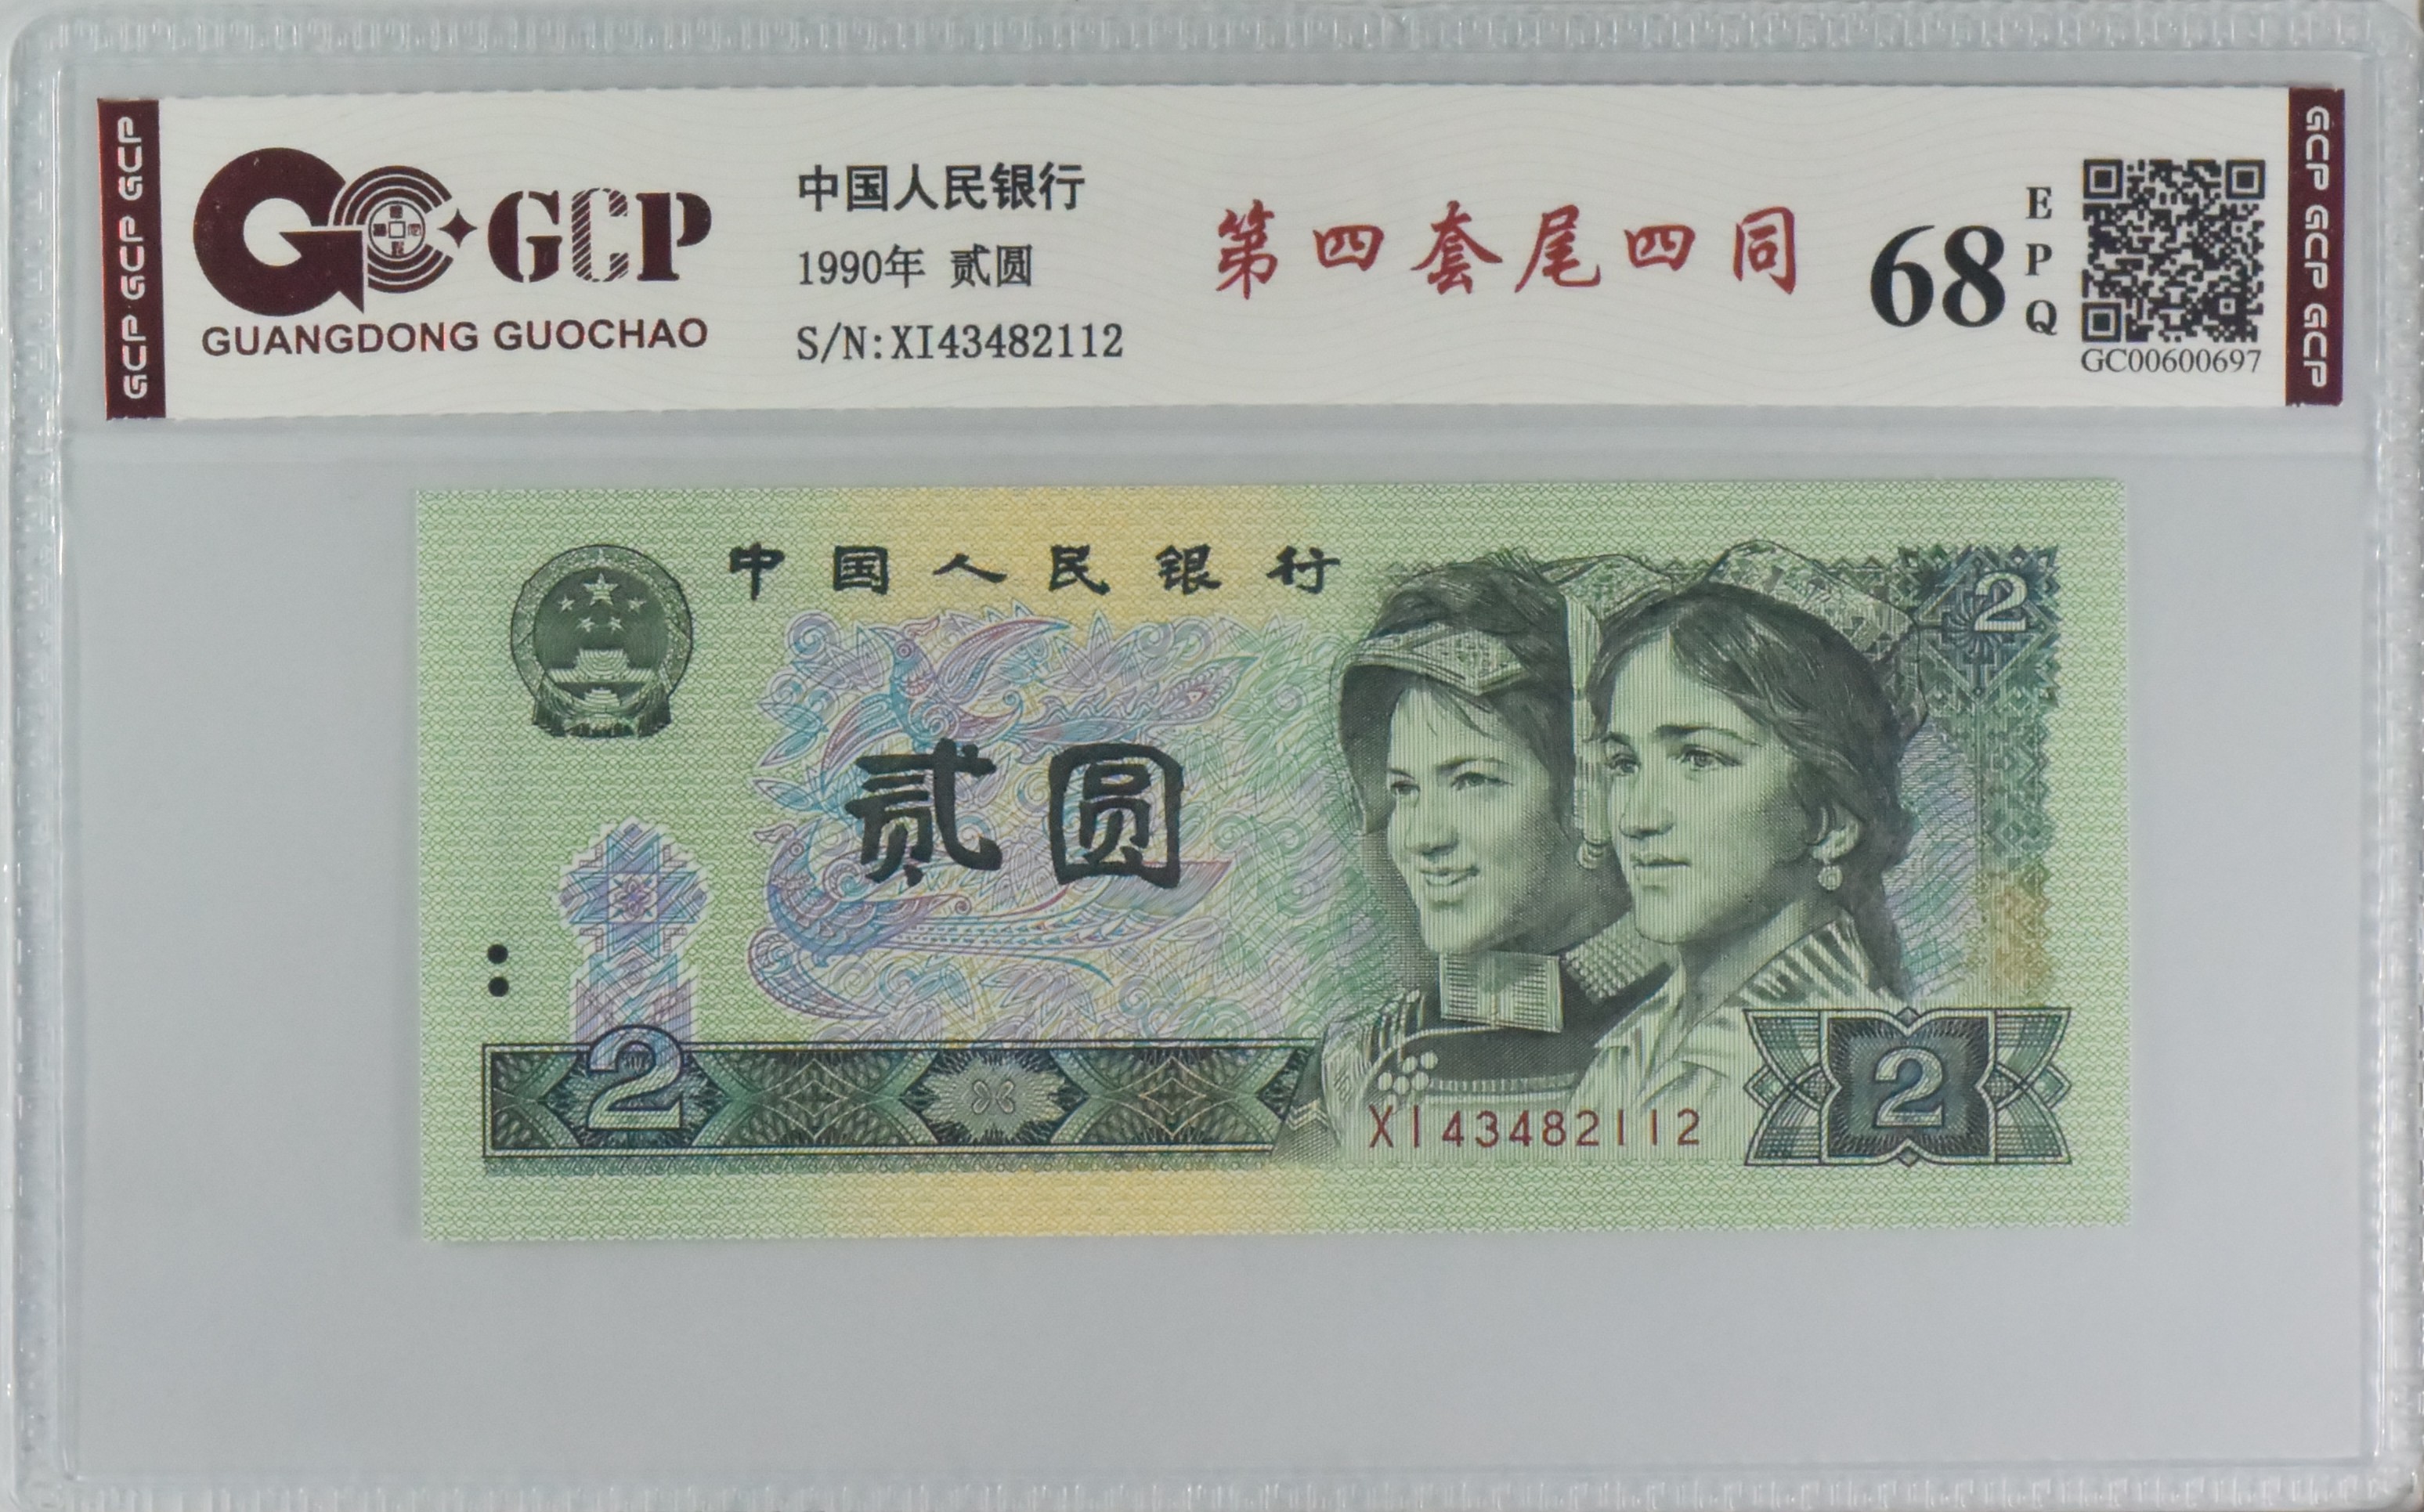 GCP GCP GCP
GCP
GUANGDONG GUOCHAO
中国人民银行
1990年 贰圆
S/N:XI43482112
第四套尾四同
68
EPQ
GC00600697
GCP GCP GCP
中国人民银行
2
贰圆
2
XI43482112
2